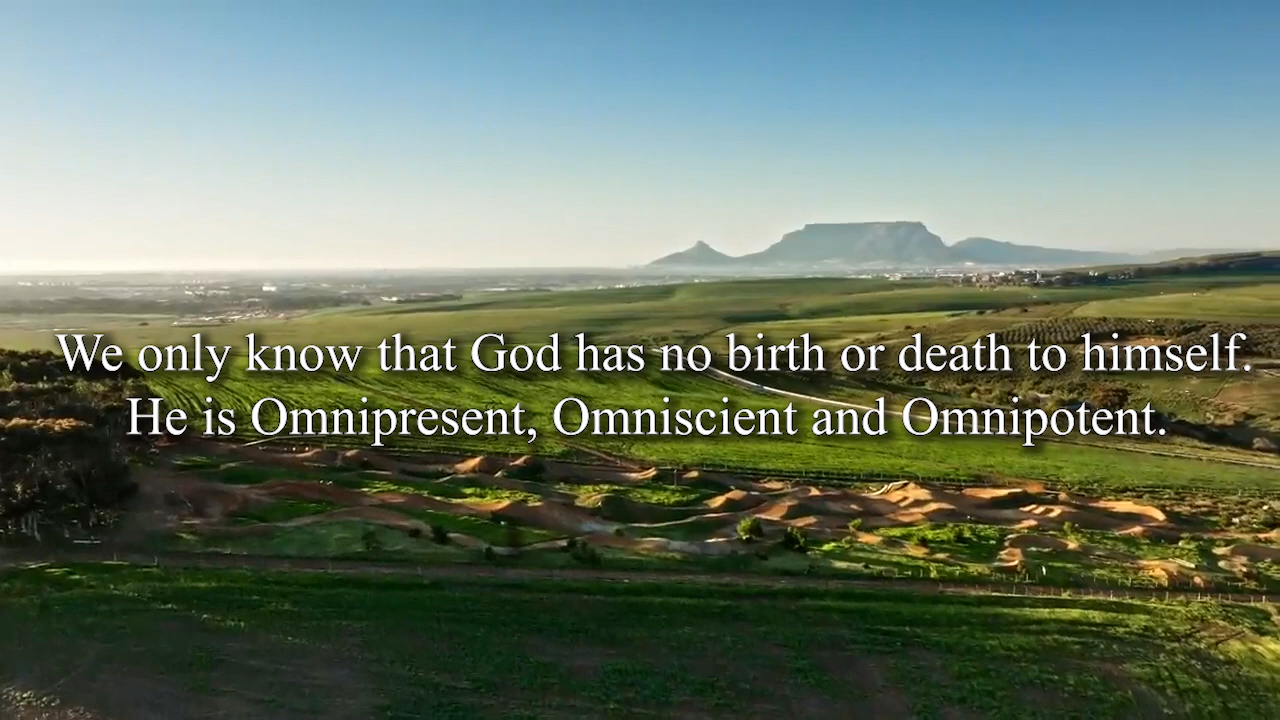 We only know that God has no birth or death to himself.
He is Omnipresent, Omniscient and Omnipotent.